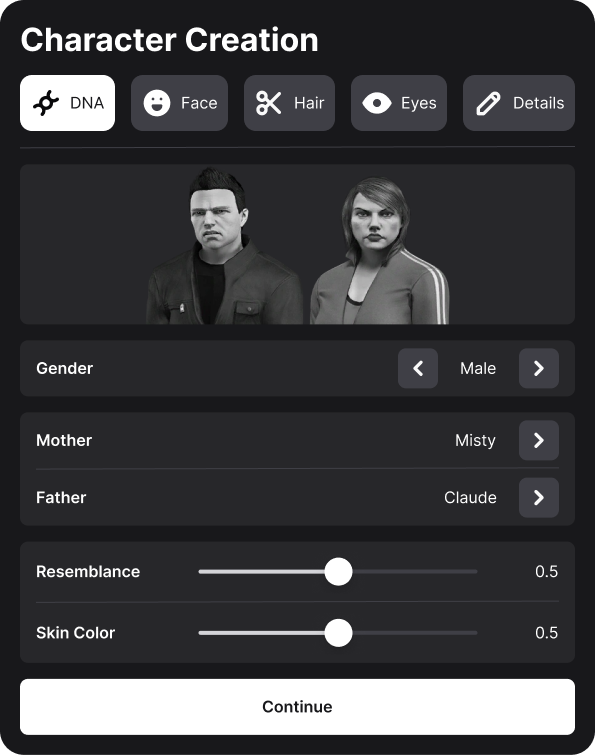 Character Creation
DNA Face Hair Eyes Details
Gender Male
Mother Misty
Father Claude
Resemblance 0.5
Skin Color 0.5
Continue